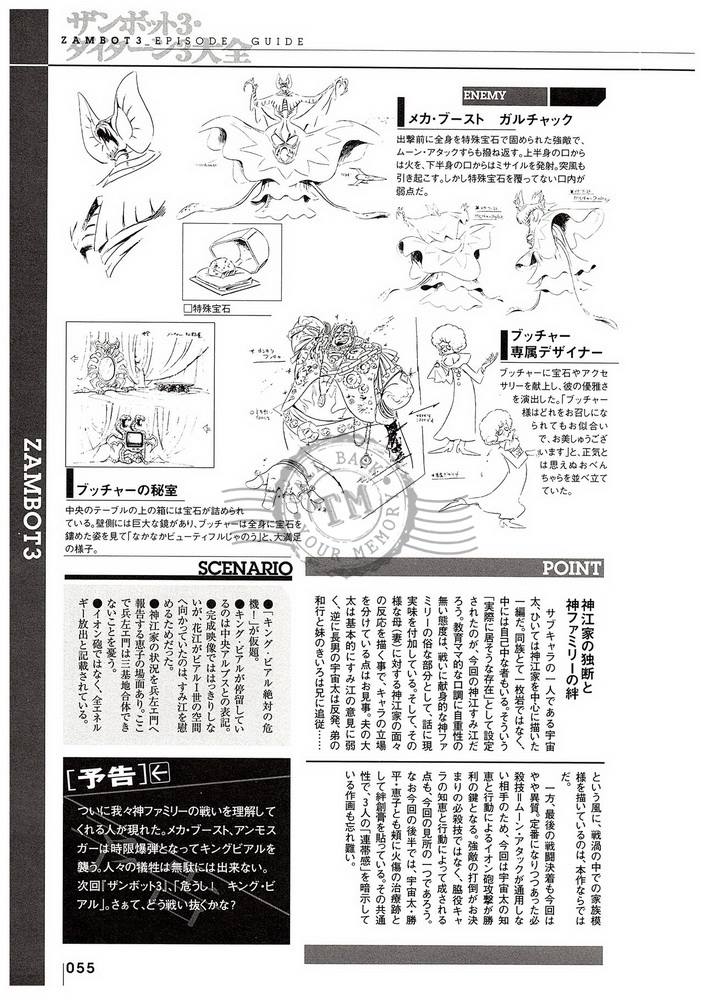 ザンボット3・
ダイターン3大全
ZAMBOT3_EPISODE GUIDE
ENEMY
メカ・ブースト　ガルチャック
出撃前に全身を特殊宝石で固められた強敵で、
ムーン・アタックすらも撥ね返す。上半身の口から
は火を、下半身の口からはミサイルを発射。突風も
引き起こす。しかし特殊宝石を覆ってない口内が
弱点だ。
□特殊宝石
ブッチャー
専属デザイナー
ブッチャーに宝石やアクセ
サリーを献上し、彼の優雅さ
を演出した。「ブッチャー
様はどれをお召しにな
られてもお似合い
で、お美しゅうござ
います」と、正気と
は思えぬおべん
ちゃらを並べ立て
ていた。
ブッチャーの秘室
中央のテーブルの上の箱には宝石が詰められ
ている。壁側には巨大な鏡があり、ブッチャーは全身に宝石を
鏤めた姿を見て「なかなかビューティフルじゃのう」と、大満足
の様子。
TM
YOUR MEMORY
ZAMBOT3
POINT
神江家の独断と
神ファミリーの絆
サブキャラの一人である宇宙
太、ひいては神江家を中心に描いた
一編だ。同族とて一枚岩ではなく、
中には自己中な者もいる。そういう
「実際に居そうな存在」として設定
されたのが、今回の神江すみ江だ
ろう。教育ママ的な口調に自重性の
無い態度は、戦いに献身的な神ファ
ミリーの俗な部分として、話に現
実味を付加している。そして、その
様な母（妻）に対する神江家の面々
の反応を描く事で、キャラの立場
を分けている点はお見事。夫の大
太は基本的にすみ江の意見に弱
く、逆に長男の宇宙太は反発、弟の
和行と妹のきいろは兄に追従……
という風に、戦渦の中での家族模
様を描いているのは、本作ならでは
だ。
一方、最後の戦闘決着も今回は
やや異質。定番になりつつあった必
殺技＝ムーン・アタックが通用しな
い相手のため、今回は宇宙太の知
恵と行動によるイオン砲攻撃が勝
利の鍵となる。強敵の打倒がお決
まりの必殺技ではなく、脇役キャ
ラの知恵と行動によって成される
点も、今回の見所の一つであろう。
なお今回の後半では、宇宙太・勝
平・恵子とも頬に火傷の治療跡と
して絆創膏を貼っている。その共通
性で、3人の「連帯感」を暗示して
いる作画も忘れ難い。
SCENARIO
●「キング・ビアル絶対の危
機！」が仮題。
●キング・ビアルが停留してい
るのは中央アルプスとの表記。
●完成映像でははっきりしな
いが、花江がビアルⅠ世の空間
へ向かっていたのは、すみ江を慰
めるためだった。
●神江家の状況を兵左エ門へ
報告する恵子の場面あり。ここ
で兵左エ門は三基地合体でき
ないことを憂う。
●イオン砲ではなく、全エネル
ギー放出と記載されている。
［予告］←
ついに我々神ファミリーの戦いを理解して
くれる人が現れた。メカ・ブースト、アンモス
ガーは時限爆弾となってキングビアルを
襲う。人々の犠牲は無駄には出来ない。
次回『ザンボット3』、「危うし！　キング・ビ
アル」。さぁて、どう戦い抜くかな？
055